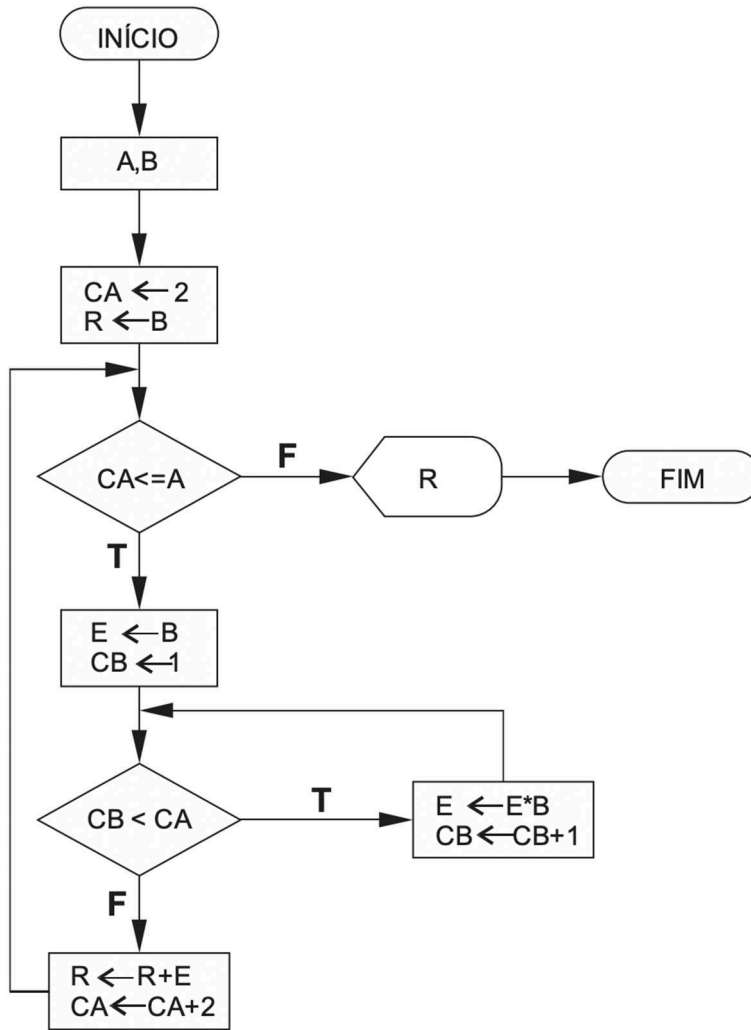 INÍCIO
A,B
CA ← 2
R ← B
CA<=A
F
R
FIM
T
E ← B
CB ← 1
CB < CA
T
E ← E*B
CB ← CB+1
F
R ← R+E
CA ← CA+2